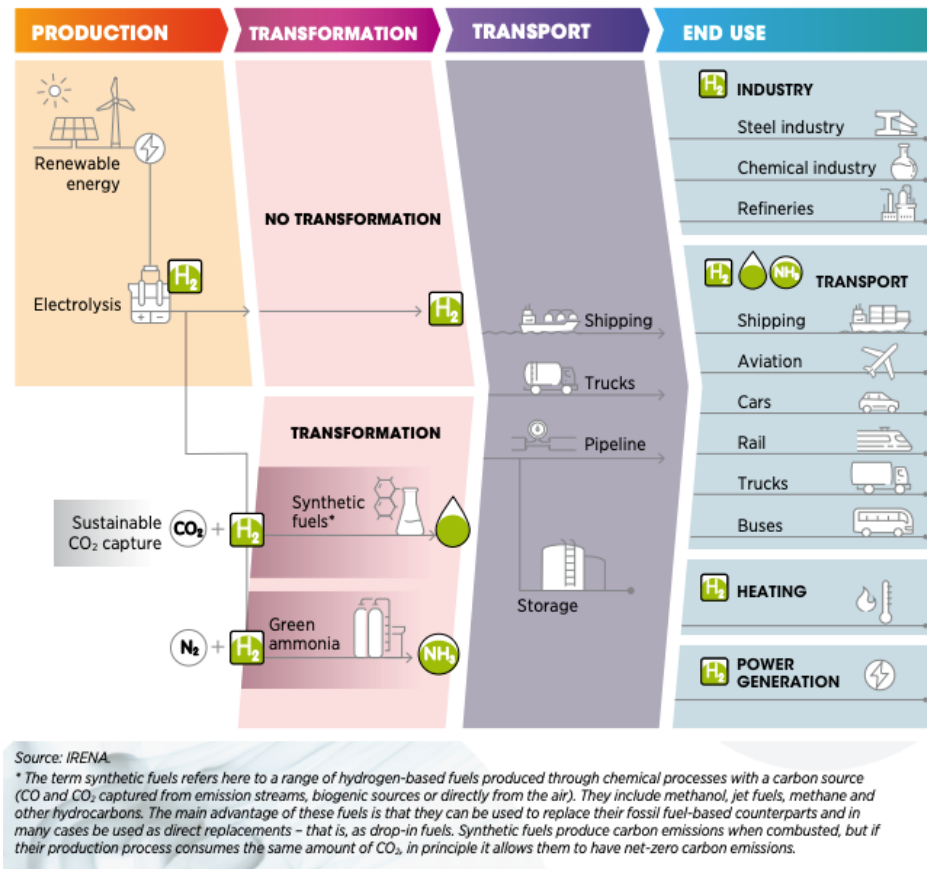 PRODUCTION
TRANSFORMATION
TRANSPORT
END USE
Renewable
energy
Electrolysis
H₂
+ −
NO TRANSFORMATION
H₂
TRANSFORMATION
Sustainable
CO₂ capture
CO₂ + H₂
Synthetic
fuels*
N₂ + H₂
Green
ammonia
NH₃
Shipping
Trucks
Pipeline
Storage
H₂ INDUSTRY
Steel industry
Chemical industry
Refineries
H₂ NH₃ TRANSPORT
Shipping
Aviation
Cars
Rail
Trucks
Buses
H₂ HEATING
H₂ POWER
GENERATION
Source: IRENA.
* The term synthetic fuels refers here to a range of hydrogen-based fuels produced through chemical processes with a carbon source
(CO and CO₂ captured from emission streams, biogenic sources or directly from the air). They include methanol, jet fuels, methane and
other hydrocarbons. The main advantage of these fuels is that they can be used to replace their fossil fuel-based counterparts and in
many cases be used as direct replacements – that is, as drop-in fuels. Synthetic fuels produce carbon emissions when combusted, but if
their production process consumes the same amount of CO₂, in principle it allows them to have net-zero carbon emissions.